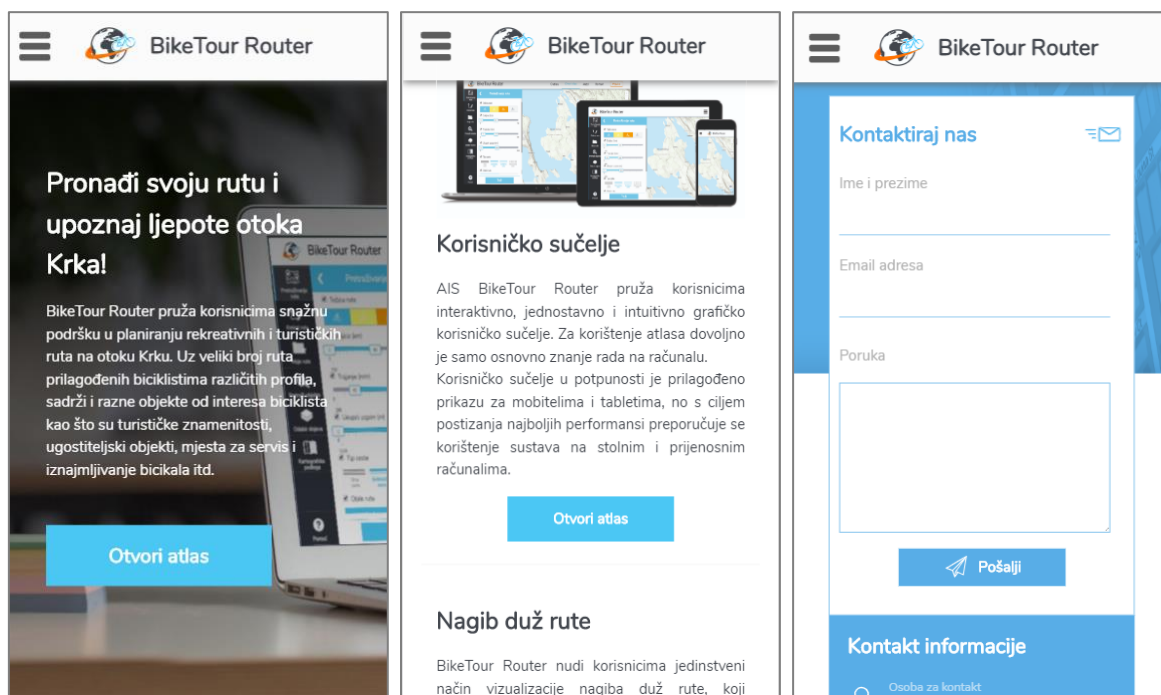 BikeTour Router
Pronađi svoju rutu i
upoznaj ljepote otoka
Krka!
BikeTour Router pruža korisnicima snažnu
podršku u planiranju rekreativnih i turističkih
ruta na otoku Krku. Uz veliki broj ruta
prilagođenih biciklistima različitih profila,
sadrži i razne objekte od interesa biciklista
kao što su turističke znamenitosti,
ugostiteljski objekti, mjesta za servis i
iznajmljivanje bicikala itd.
BikeTour Router
Otvori atlas
BikeTour Router
Korisničko sučelje
AIS BikeTour Router pruža korisnicima
interaktivno, jednostavno i intuitivno grafičko
korisničko sučelje. Za korištenje atlasa dovoljno
je samo osnovno znanje rada na računalu.
Korisničko sučelje u potpunosti je prilagođeno
prikazu za mobitelima i tabletima, no s ciljem
postizanja najboljih performansi preporučuje se
korištenje sustava na stolnim i prijenosnim
računalima.
Otvori atlas
Nagib duž rute
BikeTour Router nudi korisnicima jedinstveni
način vizualizacije nagiba duž rute, koji
BikeTour Router
Kontaktiraj nas
Ime i prezime
Email adresa
Poruka
Pošalji
Kontakt informacije
Osoba za kontakt